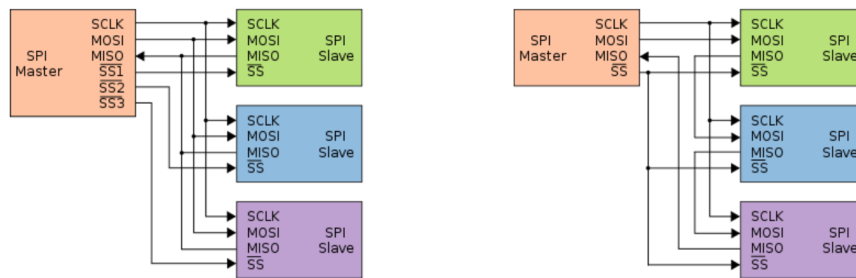 SCLK
MOSI
SPI MISO
Master SS1
SS2
SS3
SCLK
MOSI SPI
MISO Slave
SS
SCLK
MOSI SPI
MISO Slave
SS
SCLK
MOSI SPI
MISO Slave
SS
SCLK
SPI MOSI
Master MISO
SS
SCLK
MOSI SPI
MISO Slave
SS
SCLK
MOSI SPI
MISO Slave
SS
SCLK
MOSI SPI
MISO Slave
SS